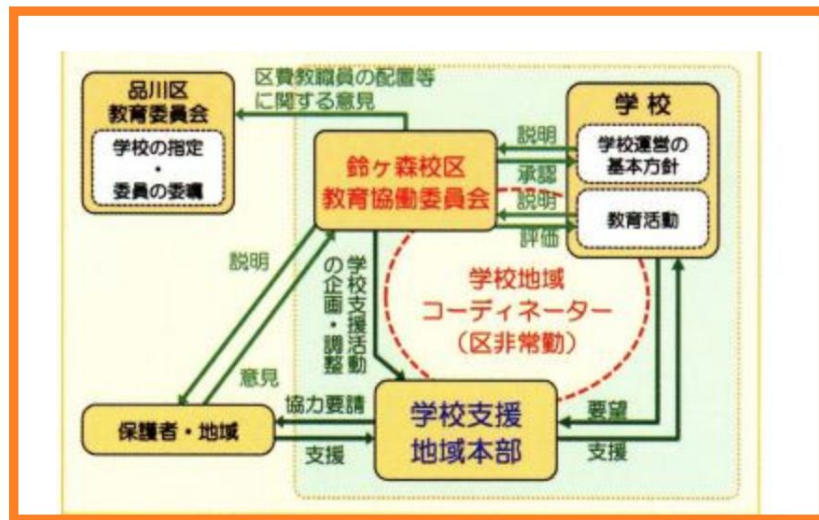 品川区
教育委員会
学校の指定
・
委員の委嘱
区費教職員の配置等
に関する意見
鈴ヶ森校区
教育協働委員会
学校
学校運営の
基本方針
教育活動
説明
承認
説明
評価
説明
意見
学校支援活動
の企画・調整
学校地域
コーディネーター
（区非常勤）
保護者・地域
協力要請
支援
学校支援
地域本部
要望
支援